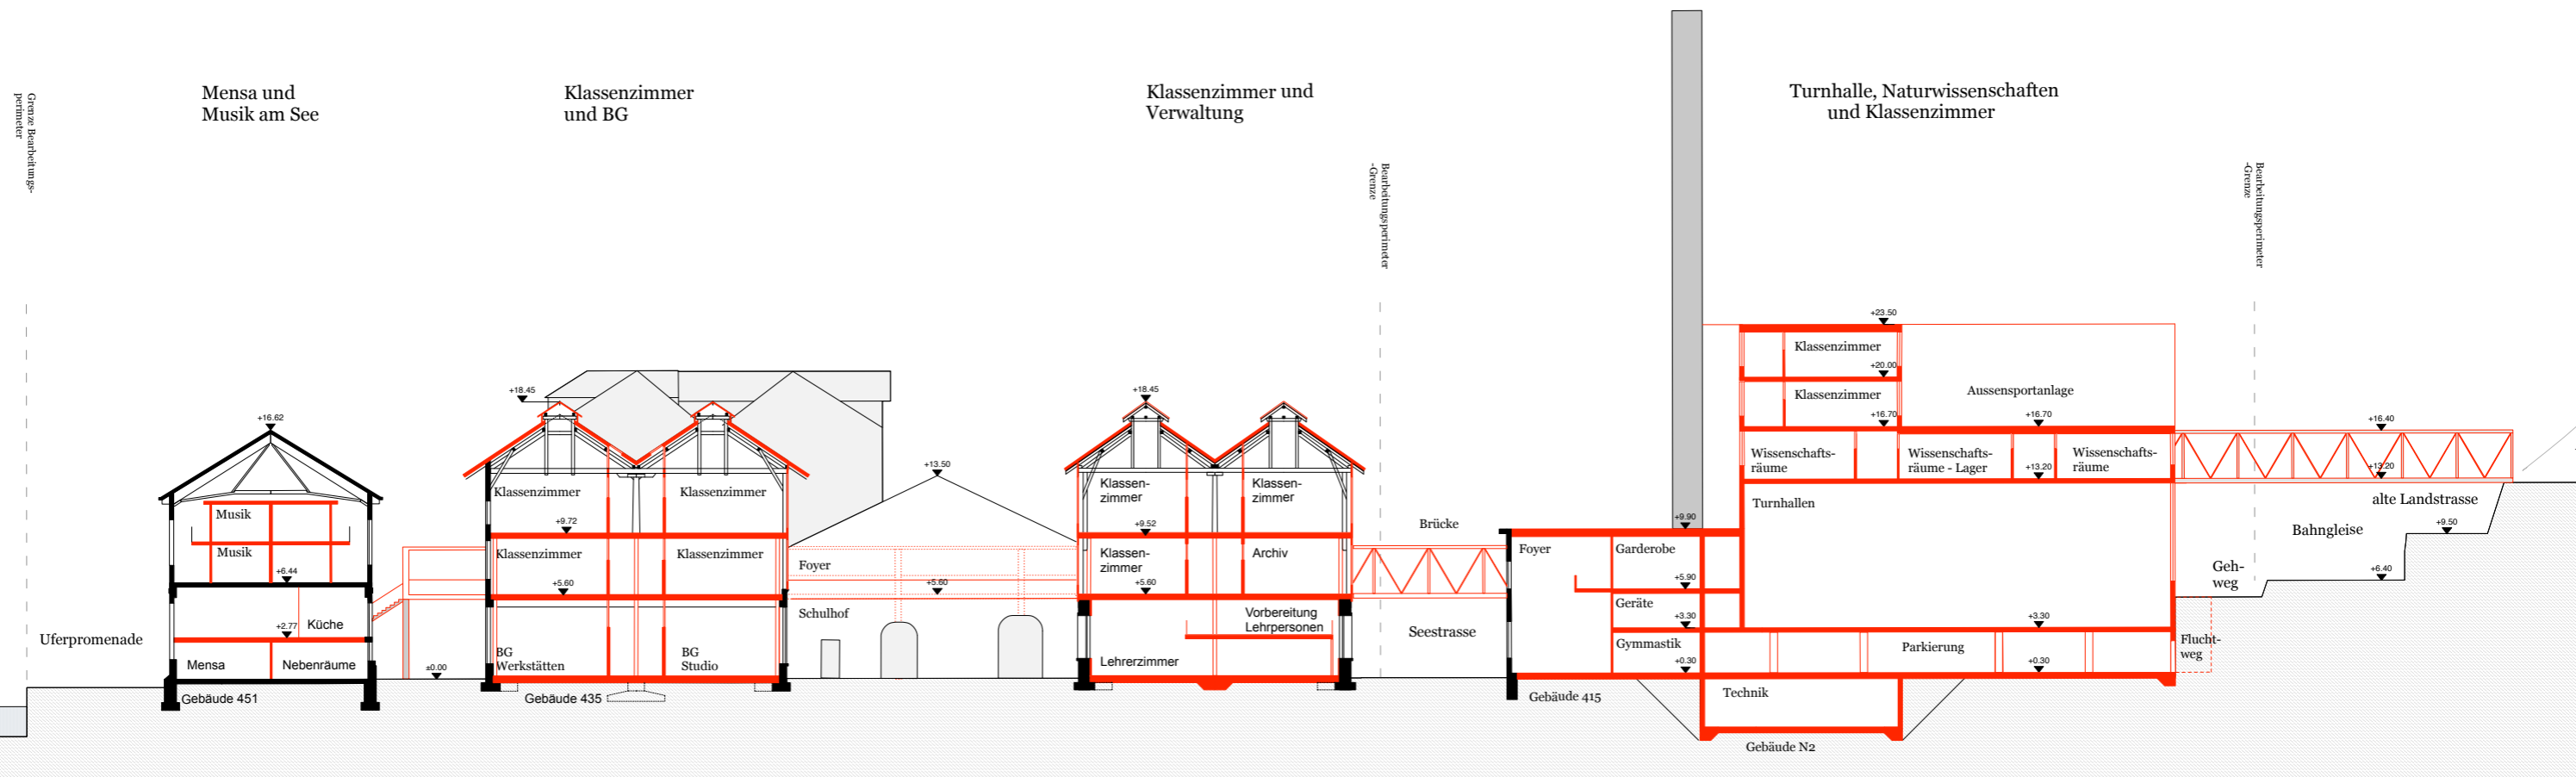 Grenze Bearbeitungs-
perimeter
Mensa und
Musik am See
Klassenzimmer
und BG
Klassenzimmer und
Verwaltung
Turnhalle, Naturwissenschaften
und Klassenzimmer
Bearbeitungsperimeter
-Grenze
Bearbeitungsperimeter
-Grenze
Uferpromenade
+16.62
Musik
Musik
+6.44
+2.77
Küche
Mensa
Nebenräume
Gebäude 451
±0.00
+18.45
Klassenzimmer
Klassenzimmer
+9.72
Klassenzimmer
Klassenzimmer
+5.60
BG
Werkstätten
BG
Studio
Gebäude 435
+13.50
Foyer
+5.60
Schulhof
+18.45
Klassen-
zimmer
Klassen-
zimmer
+9.52
Klassen-
zimmer
Archiv
+5.60
Vorbereitung
Lehrpersonen
Lehrerzimmer
Brücke
Seestrasse
+9.90
Foyer
Garderobe
+5.90
Geräte
+3.30
Gymnastik
+0.30
Gebäude 415
+23.50
Klassenzimmer
+20.00
Klassenzimmer
+16.70
Aussensportanlage
+16.70
Wissenschafts-
räume
Wissenschafts-
räume - Lager
+13.20
Wissenschafts-
räume
Turnhallen
+3.30
Parkierung
+0.30
Technik
Gebäude N2
+16.40
+13.20
alte Landstrasse
+9.50
Bahngleise
+6.40
Geh-
weg
Flucht-
weg